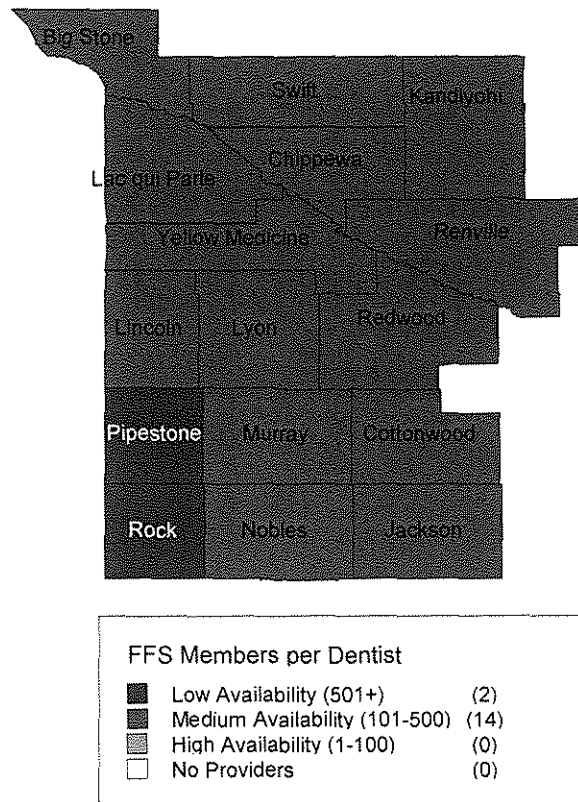 Big Stone
Swift
Kandiyohi
Chippewa
Lac qui Parle
Yellow Medicine
Renville
Lincoln
Lyon
Redwood
Pipestone
Murray
Cottonwood
Rock
Nobles
Jackson
FFS Members per Dentist
Low Availability (501+) (2)
Medium Availability (101-500) (14)
High Availability (1-100) (0)
No Providers (0)